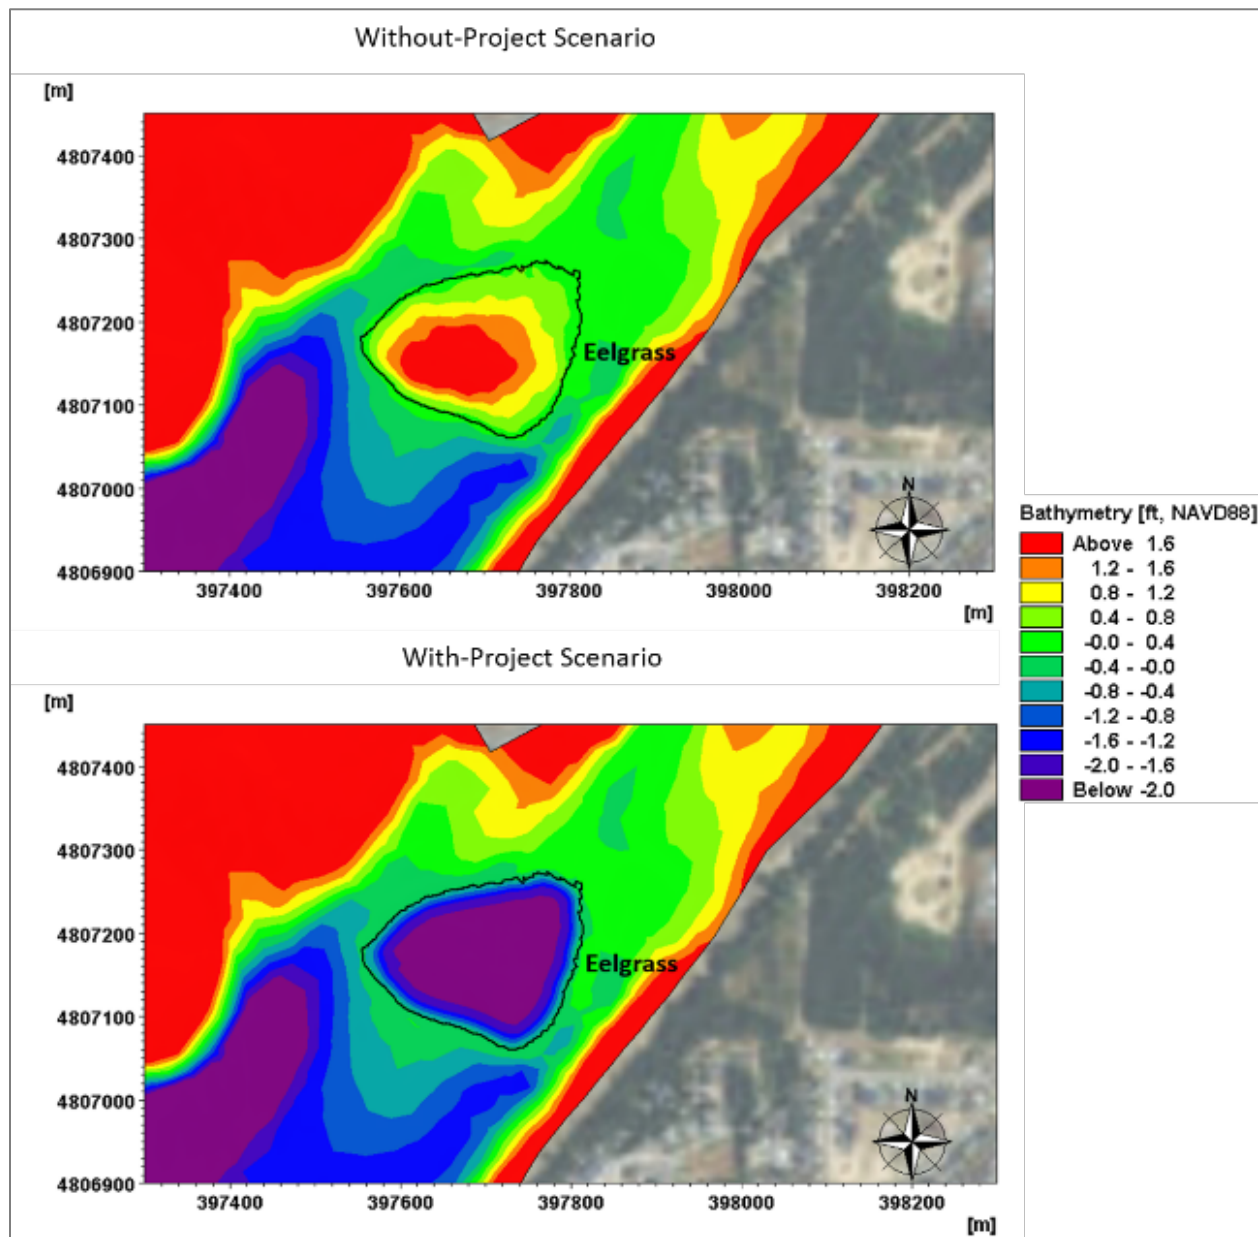 Without-Project Scenario
[m]
4807400
4807300
4807200
4807100
4807000
4806900
Eelgrass
N
397400 397600 397800 398000 398200
[m]
With-Project Scenario
[m]
4807400
4807300
4807200
4807100
4807000
4806900
Eelgrass
N
397400 397600 397800 398000 398200
[m]
Bathymetry [ft, NAVD88]
Above 1.6
1.2 - 1.6
0.8 - 1.2
0.4 - 0.8
-0.0 - 0.4
-0.4 - -0.0
-0.8 - -0.4
-1.2 - -0.8
-1.6 - -1.2
-2.0 - -1.6
Below -2.0